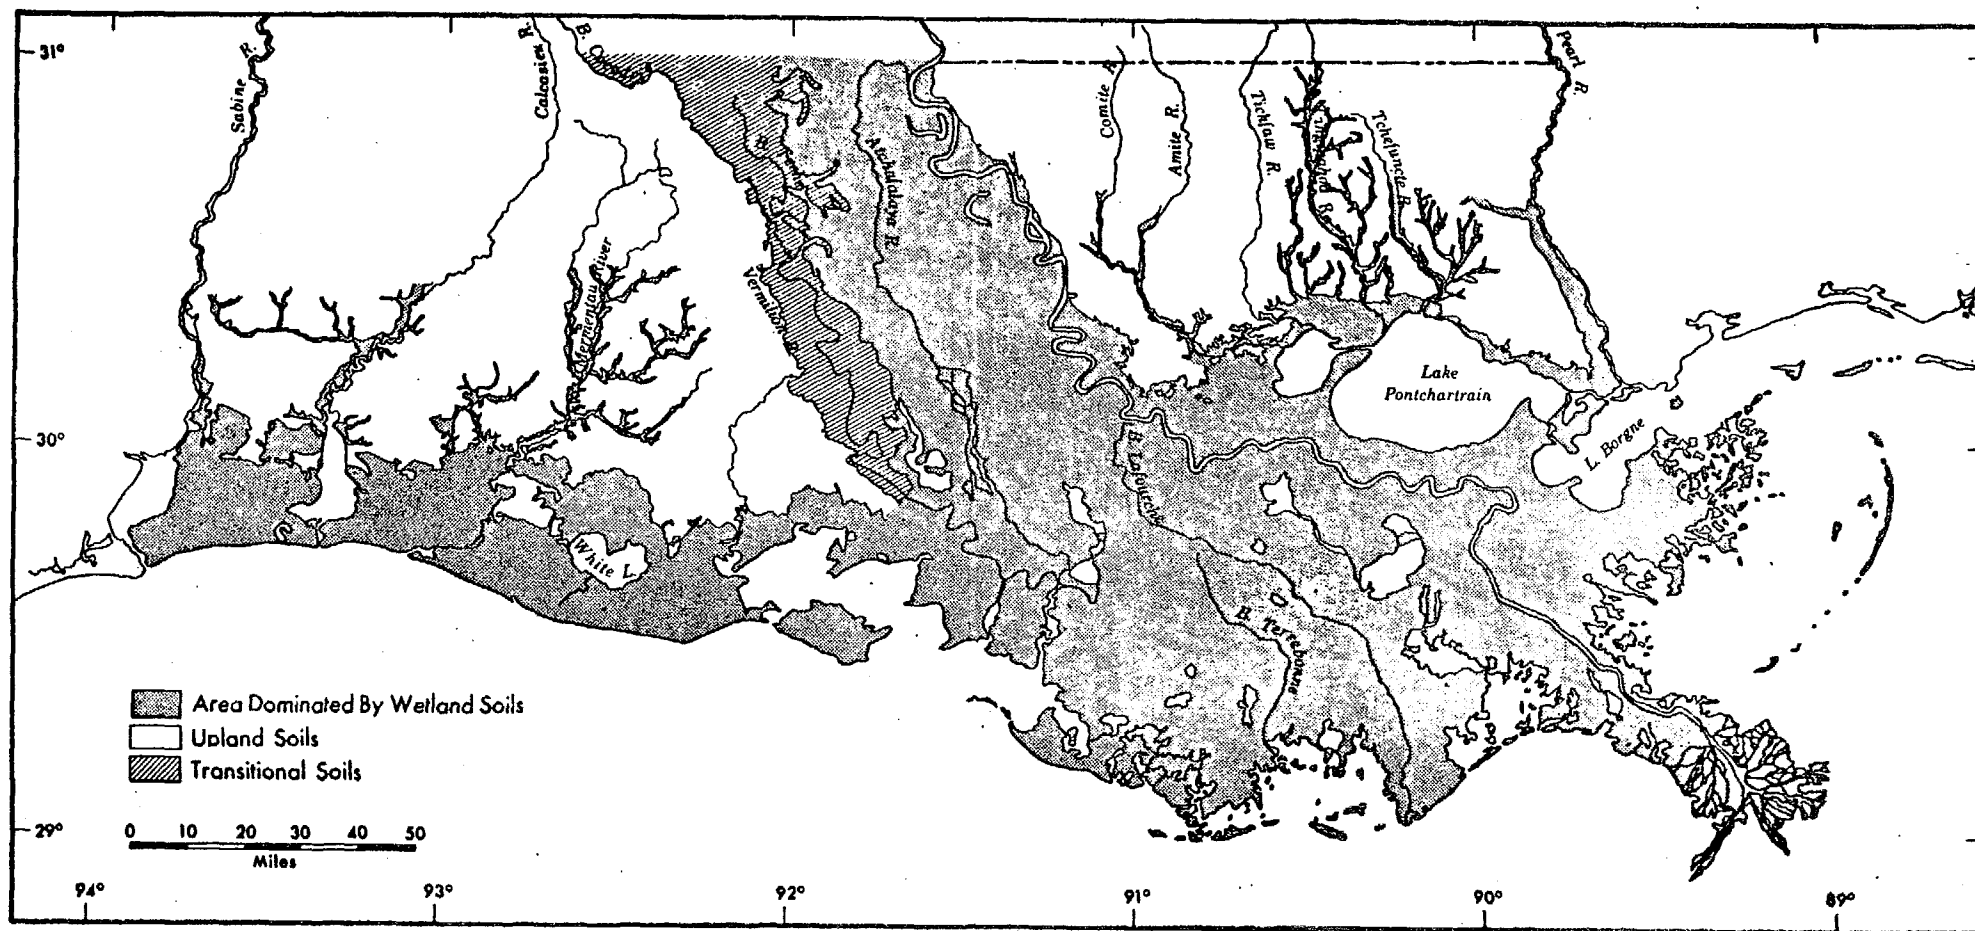 31°
30°
29°
94°
93°
92°
91°
90°
89°
Sabine R.
Calcasieu R.
Mermentau River
Vermilion
Atchafalaya R.
Comite R.
Amite R.
Tickfaw R.
Tchefuncte R.
Pearl R.
Lake
Pontchartrain
L. Borgne
B. Lafourche
B. Terrebonne
White L.
Area Dominated By Wetland Soils
Upland Soils
Transitional Soils
0 10 20 30 40 50
Miles